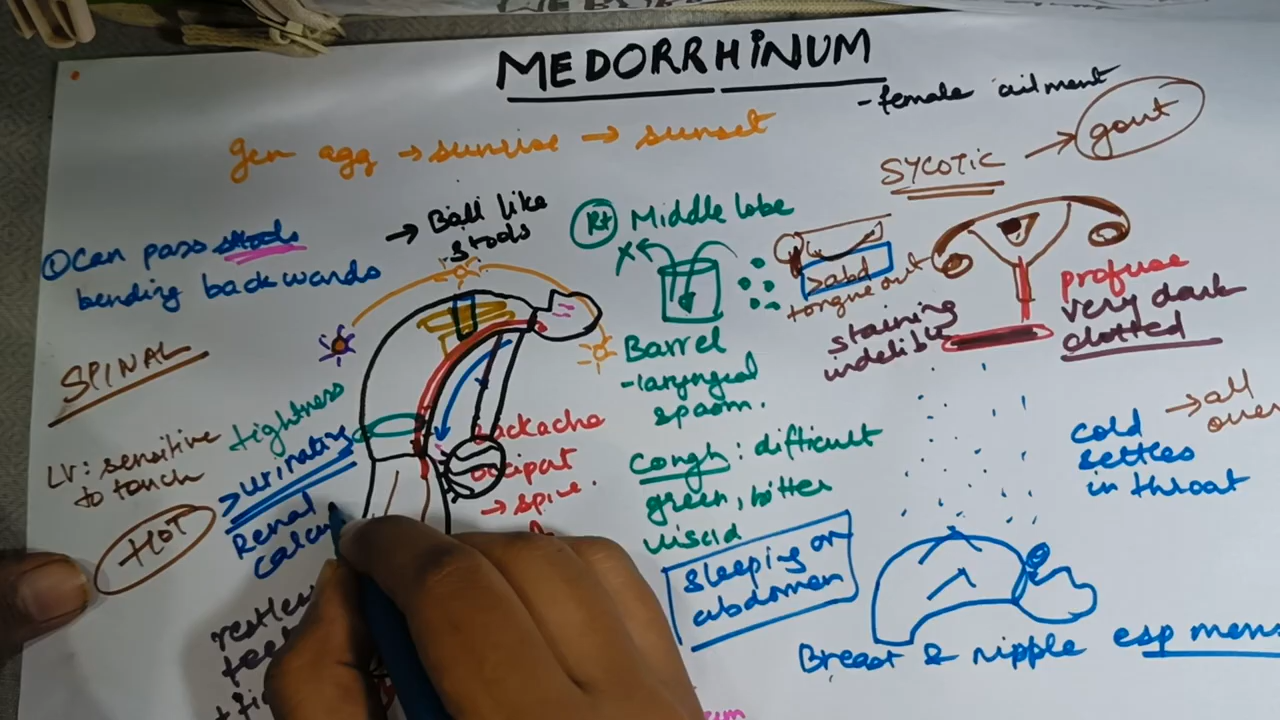 MEDORRHINUM
- female ailment
gen agg → sunrise → sunset
SYCOTIC → gout
① Can pass stools
bending backwards
→ Ball like
stools
Rt Middle lobe
X
>abd
tongue out
profuse
very dark
clotted
staining
indelible
SPINAL
Barrel
- laryngeal
spasm.
tightness
LV: sensitive
to touch
> urinating
Renal
HOT
backache
occiput
→ spine.
Cough: difficult
green, bitter
viscid
cold
settles
in throat
→ all
over
Sleeping on
abdomen
restless
feet
Breast & nipple esp mens